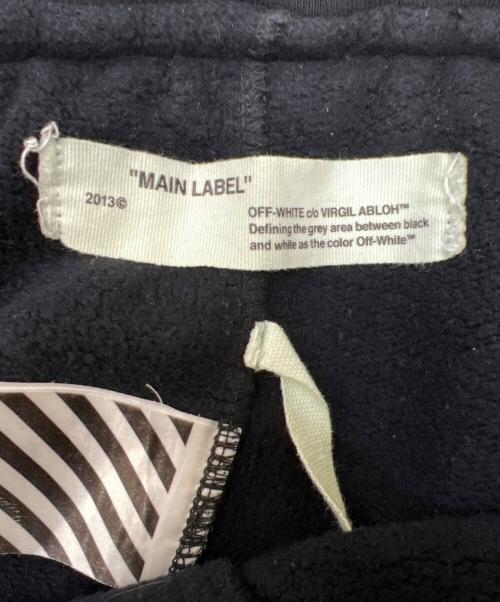 "MAIN LABEL"
2013©
OFF-WHITE c/o VIRGIL ABLOH™
Defining the grey area between black
and white as the color Off-White™